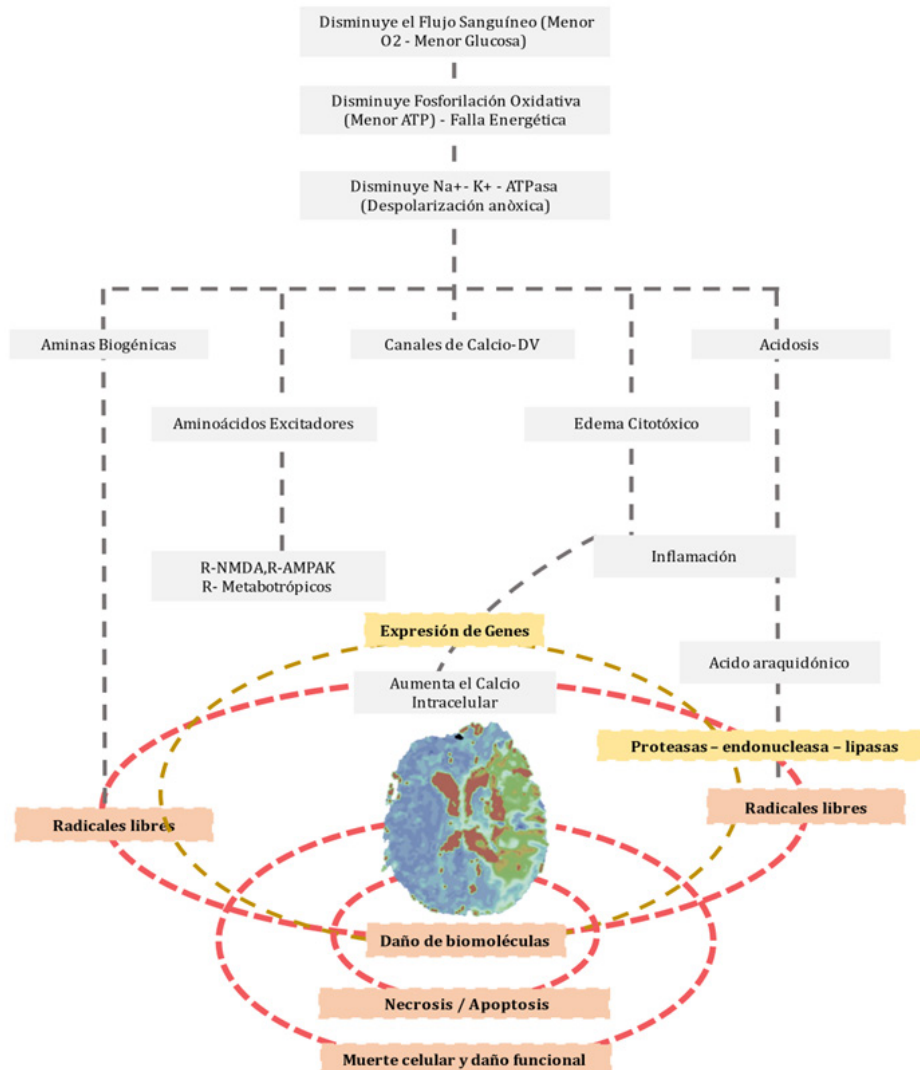 Disminuye el Flujo Sanguíneo (Menor
O2 - Menor Glucosa)
Disminuye Fosforilación Oxidativa
(Menor ATP) - Falla Energética
Disminuye Na+- K+ - ATPasa
(Despolarización anòxica)
Aminas Biogénicas
Canales de Calcio-DV
Acidosis
Aminoácidos Excitadores
Edema Citotóxico
R-NMDA,R-AMPAK
R- Metabotrópicos
Inflamación
Expresión de Genes
Acido araquidónico
Aumenta el Calcio
Intracelular
Proteasas – endonucleasa – lipasas
Radicales libres
Radicales libres
Daño de biomoléculas
Necrosis / Apoptosis
Muerte celular y daño funcional